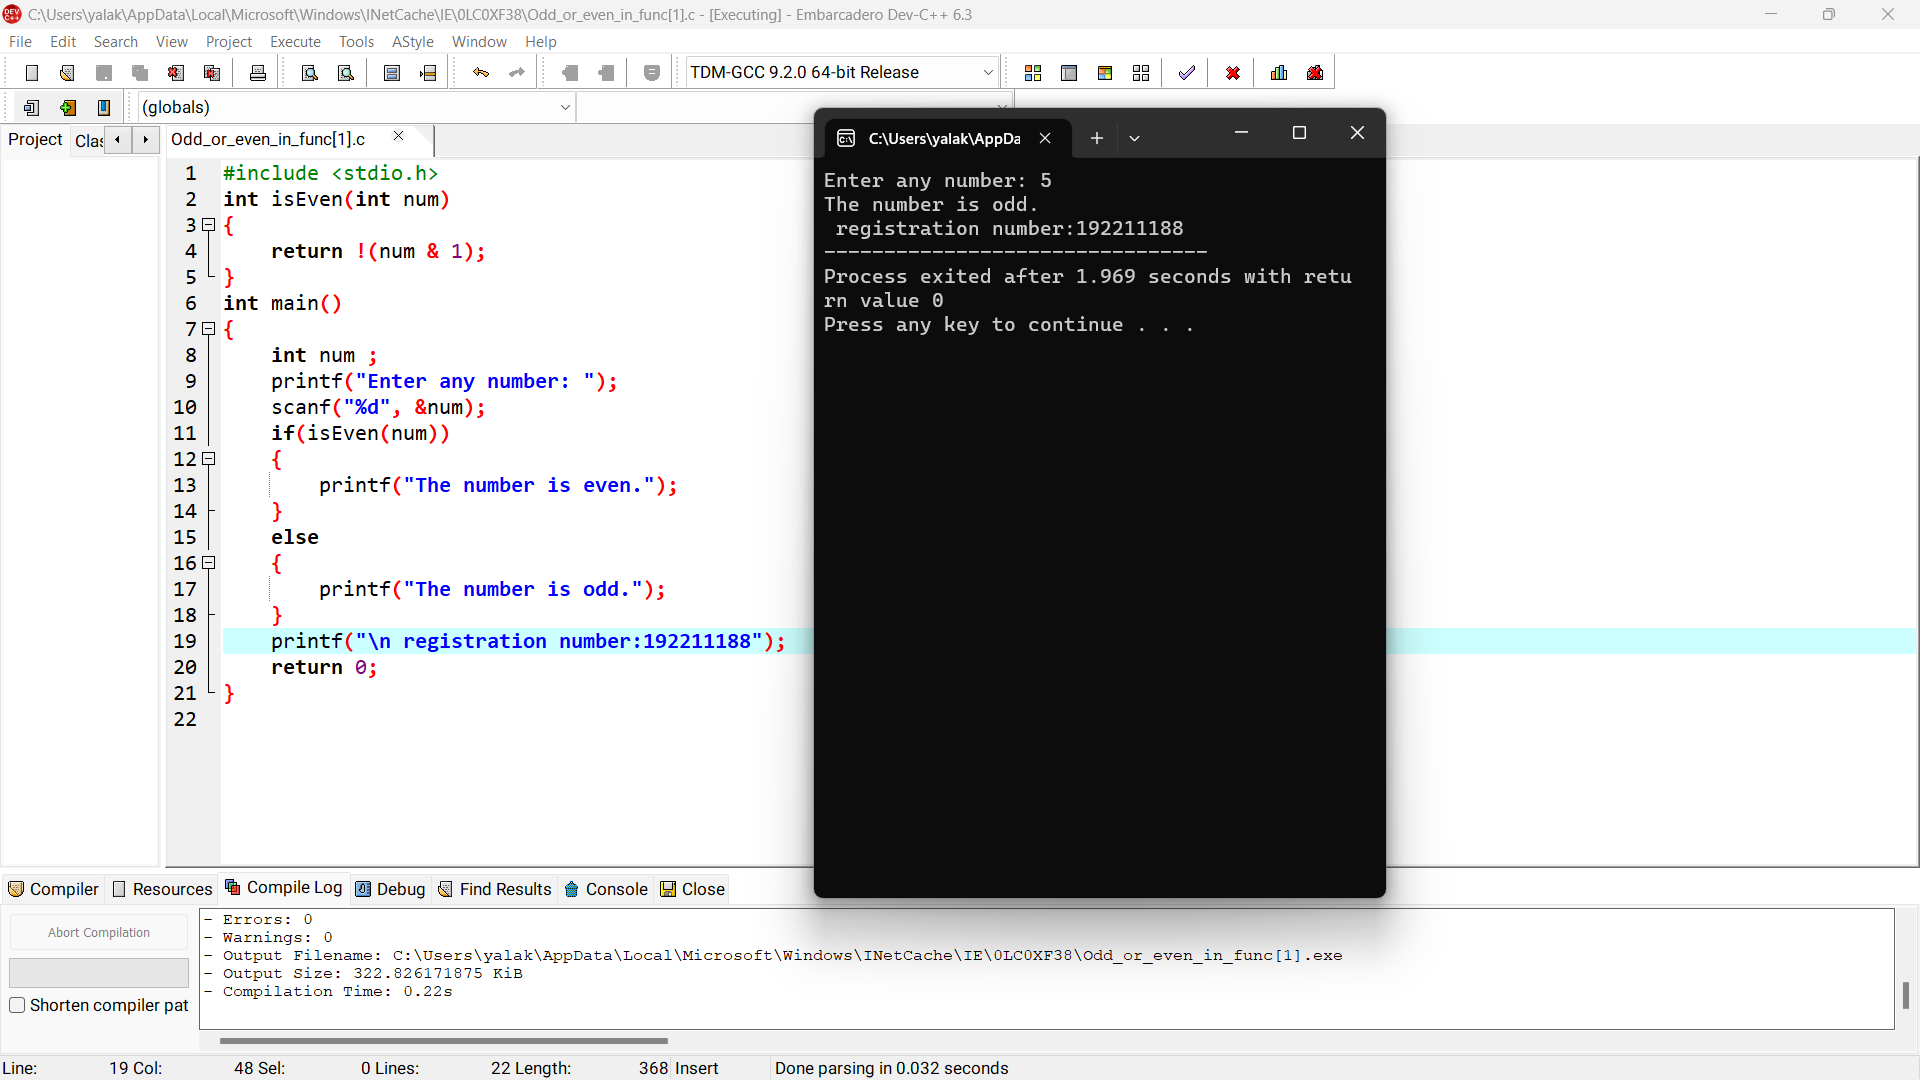 C:\Users\yalak\AppData\Local\Microsoft\Windows\INetCache\IE\0LC0XF38\Odd_or_even_in_func[1].c - [Executing] - Embarcadero Dev-C++ 6.3
File Edit Search View Project Execute Tools AStyle Window Help
TDM-GCC 9.2.0 64-bit Release
(globals)
Project Clas Odd_or_even_in_func[1].c
1 #include <stdio.h>
2 int isEven(int num)
3 {
4 return !(num & 1);
5 }
6 int main()
7 {
8 int num ;
9 printf("Enter any number: ");
10 scanf("%d", &num);
11 if(isEven(num))
12 {
13 printf("The number is even.");
14 }
15 else
16 {
17 printf("The number is odd.");
18 }
19 printf("\n registration number:192211188");
20 return 0;
21 }
22
C:\Users\yalak\AppDa
Enter any number: 5
The number is odd.
 registration number:192211188
--------------------------------
Process exited after 1.969 seconds with retu
rn value 0
Press any key to continue . . .
Compiler Resources Compile Log Debug Find Results Console Close
Abort Compilation
Shorten compiler pat
- Errors: 0
- Warnings: 0
- Output Filename: C:\Users\yalak\AppData\Local\Microsoft\Windows\INetCache\IE\0LC0XF38\Odd_or_even_in_func[1].exe
- Output Size: 322.826171875 KiB
- Compilation Time: 0.22s
Line: 19 Col: 48 Sel: 0 Lines: 22 Length: 368 Insert Done parsing in 0.032 seconds